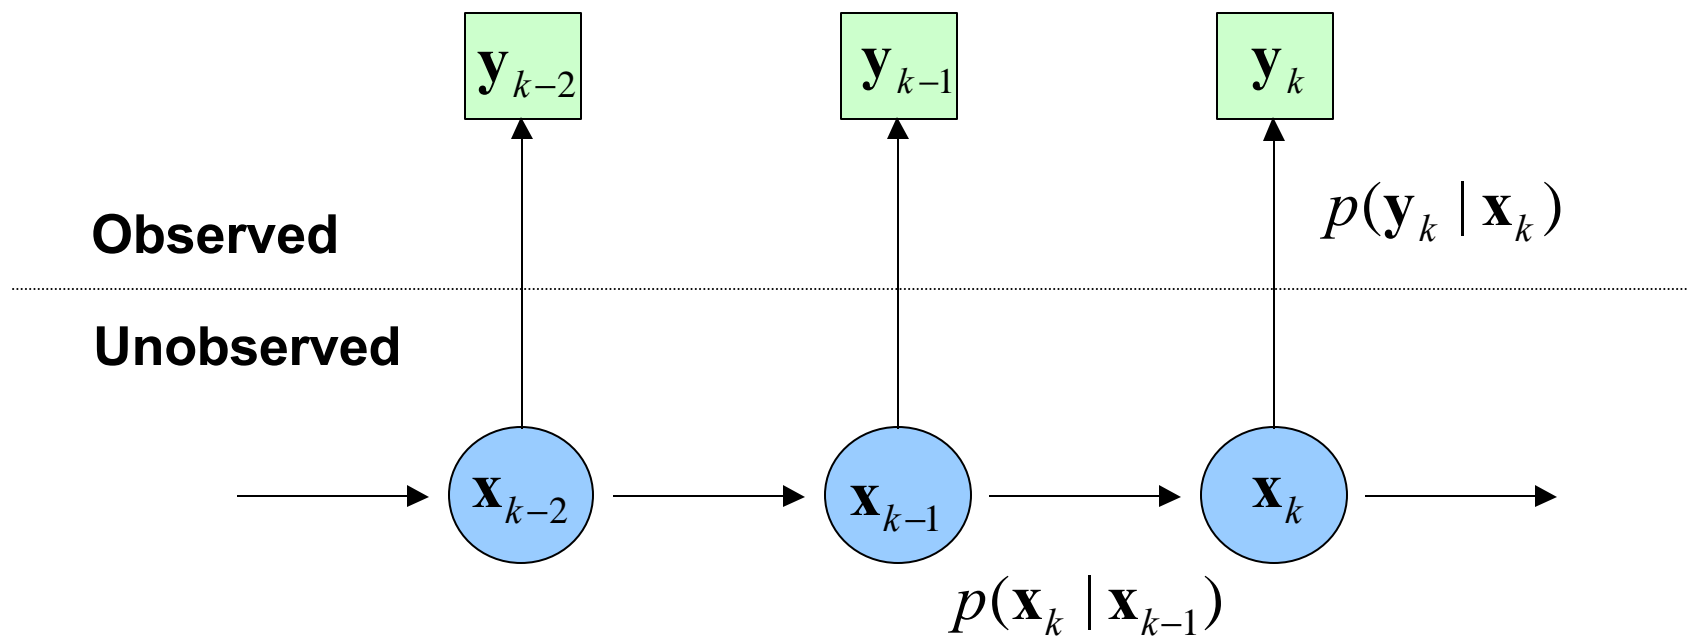 y_{k-2} y_{k-1} y_k
p(y_k | x_k)
Observed
Unobserved
x_{k-2} x_{k-1} x_k
p(x_k | x_{k-1})